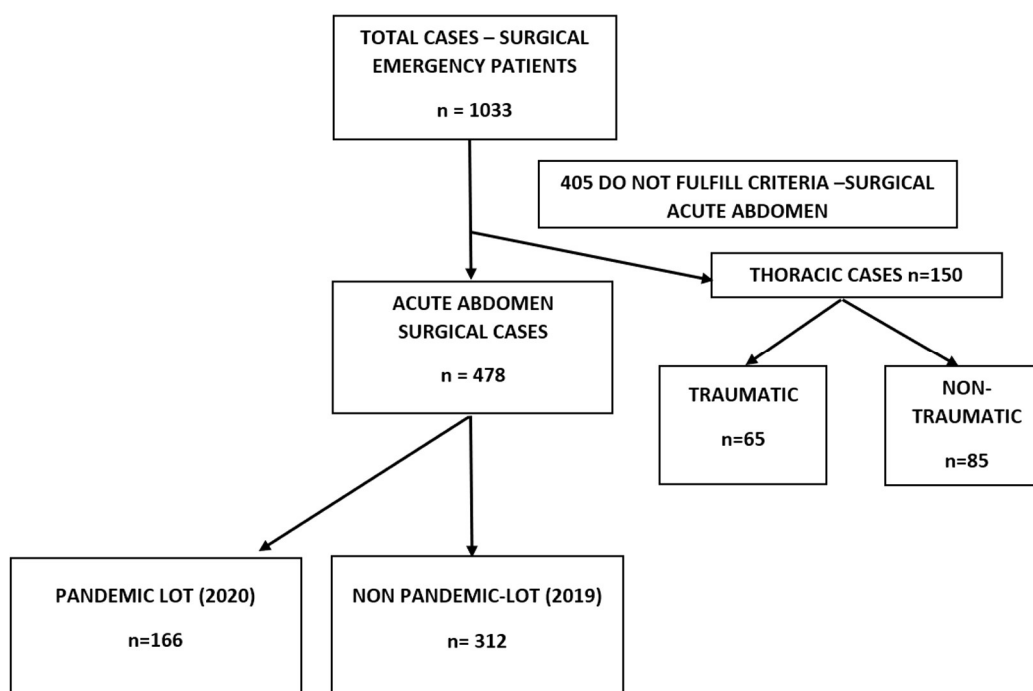 TOTAL CASES – SURGICAL
EMERGENCY PATIENTS
n = 1033
405 DO NOT FULFILL CRITERIA –SURGICAL
ACUTE ABDOMEN
THORACIC CASES n=150
ACUTE ABDOMEN
SURGICAL CASES
n = 478
TRAUMATIC
n=65
NON-
TRAUMATIC
n=85
PANDEMIC LOT (2020)
n=166
NON PANDEMIC-LOT (2019)
n= 312